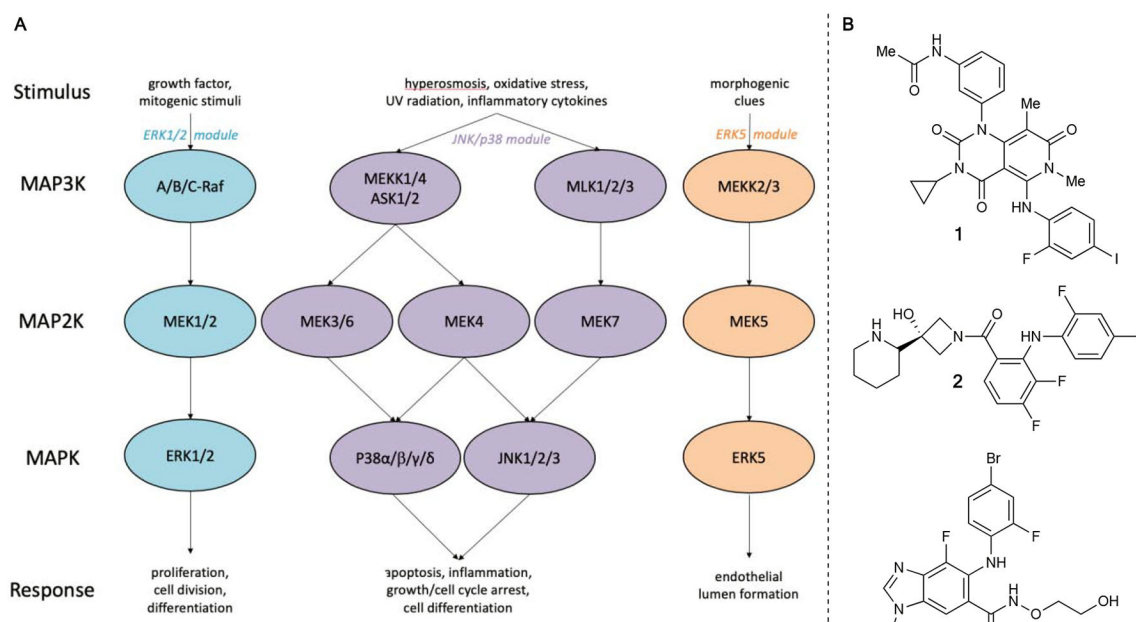 A
Stimulus
growth factor,
mitogenic stimuli
hyperosmosis, oxidative stress,
UV radiation, inflammatory cytokines
morphogenic
clues
ERK1/2 module
JNK/p38 module
ERK5 module
MAP3K
A/B/C-Raf
MEKK1/4
ASK1/2
MLK1/2/3
MEKK2/3
MAP2K
MEK1/2
MEK3/6
MEK4
MEK7
MEK5
MAPK
ERK1/2
P38α/β/γ/δ
JNK1/2/3
ERK5
Response
proliferation,
cell division,
differentiation
apoptosis, inflammation,
growth/cell cycle arrest,
cell differentiation
endothelial
lumen formation
B
H
Me N
O
Me
N
O O
N N
Me
O
HN
1
F I
F
HO O
H
N N HN
2
F
F
Br
F F
N HN
H
N
N O OH